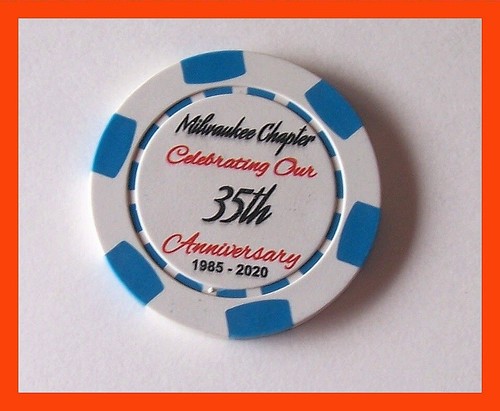 Milwaukee Chapter
Celebrating Our
35th
Anniversary
1985 - 2020